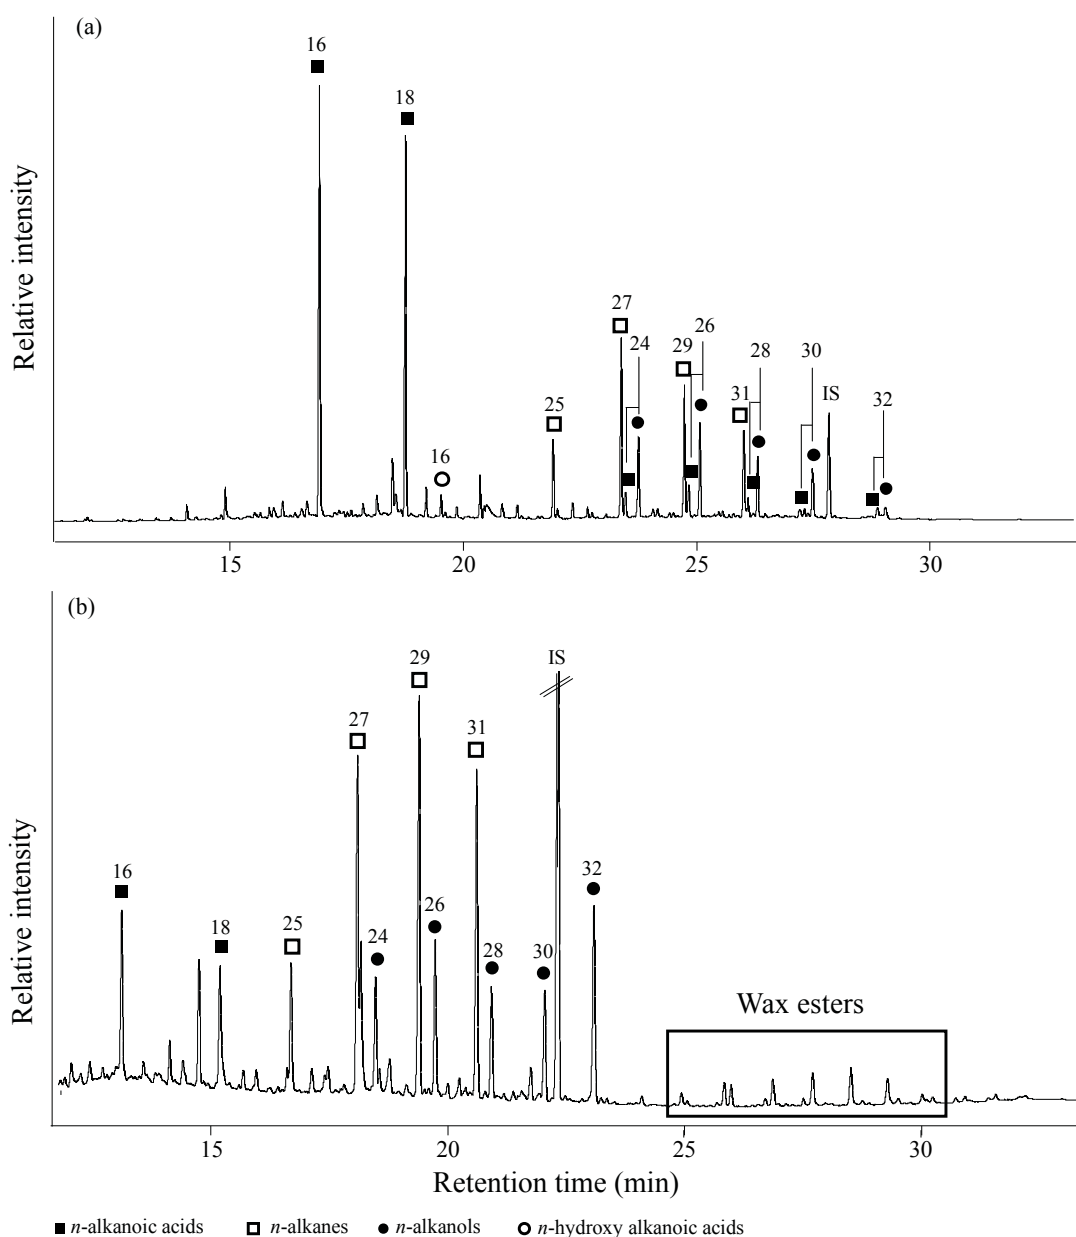 (a)
16
18
27
26
24
29
28
30
31
IS
25
32
16
Relative intensity
15 20 25 30
(b)
29
IS
27
31
16
32
26
18
25
24
28
30
Wax esters
Relative intensity
15 20 25 30
Retention time (min)
n-alkanoic acids n-alkanes n-alkanols n-hydroxy alkanoic acids